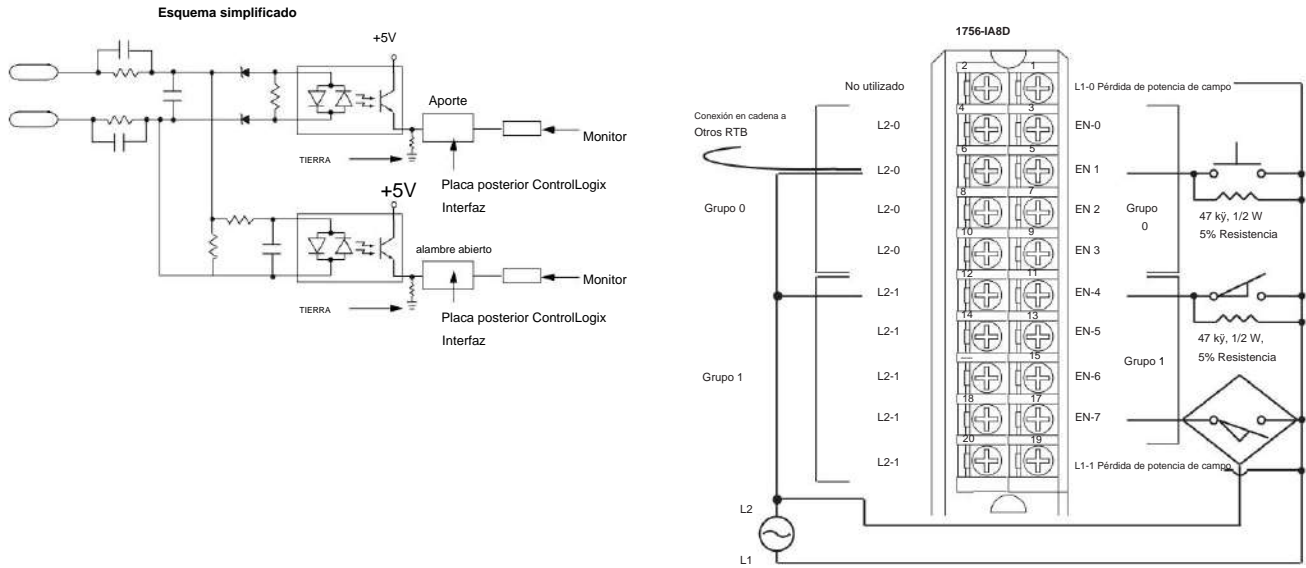 Esquema simplificado
+5V
Aporte
Monitor
TIERRA
Placa posterior ControlLogix
Interfaz
+5V
alambre abierto
Monitor
TIERRA
Placa posterior ControlLogix
Interfaz
1756-IA8D
2 1
No utilizado
L1-0 Pérdida de potencia de campo
4 3
Conexión en cadena a
Otros RTB
L2-0
EN-0
6 5
L2-0
EN 1
8 7
Grupo 0
L2-0
EN 2
Grupo
0
47 kÿ, 1/2 W
5% Resistencia
10 9
L2-0
EN 3
12 11
L2-1
EN-4
14 13
L2-1
EN-5
47 kÿ, 1/2 W,
5% Resistencia
15
Grupo 1
L2-1
EN-6
Grupo 1
18 17
L2-1
EN-7
20 19
L2-1
L1-1 Pérdida de potencia de campo
L2
L1